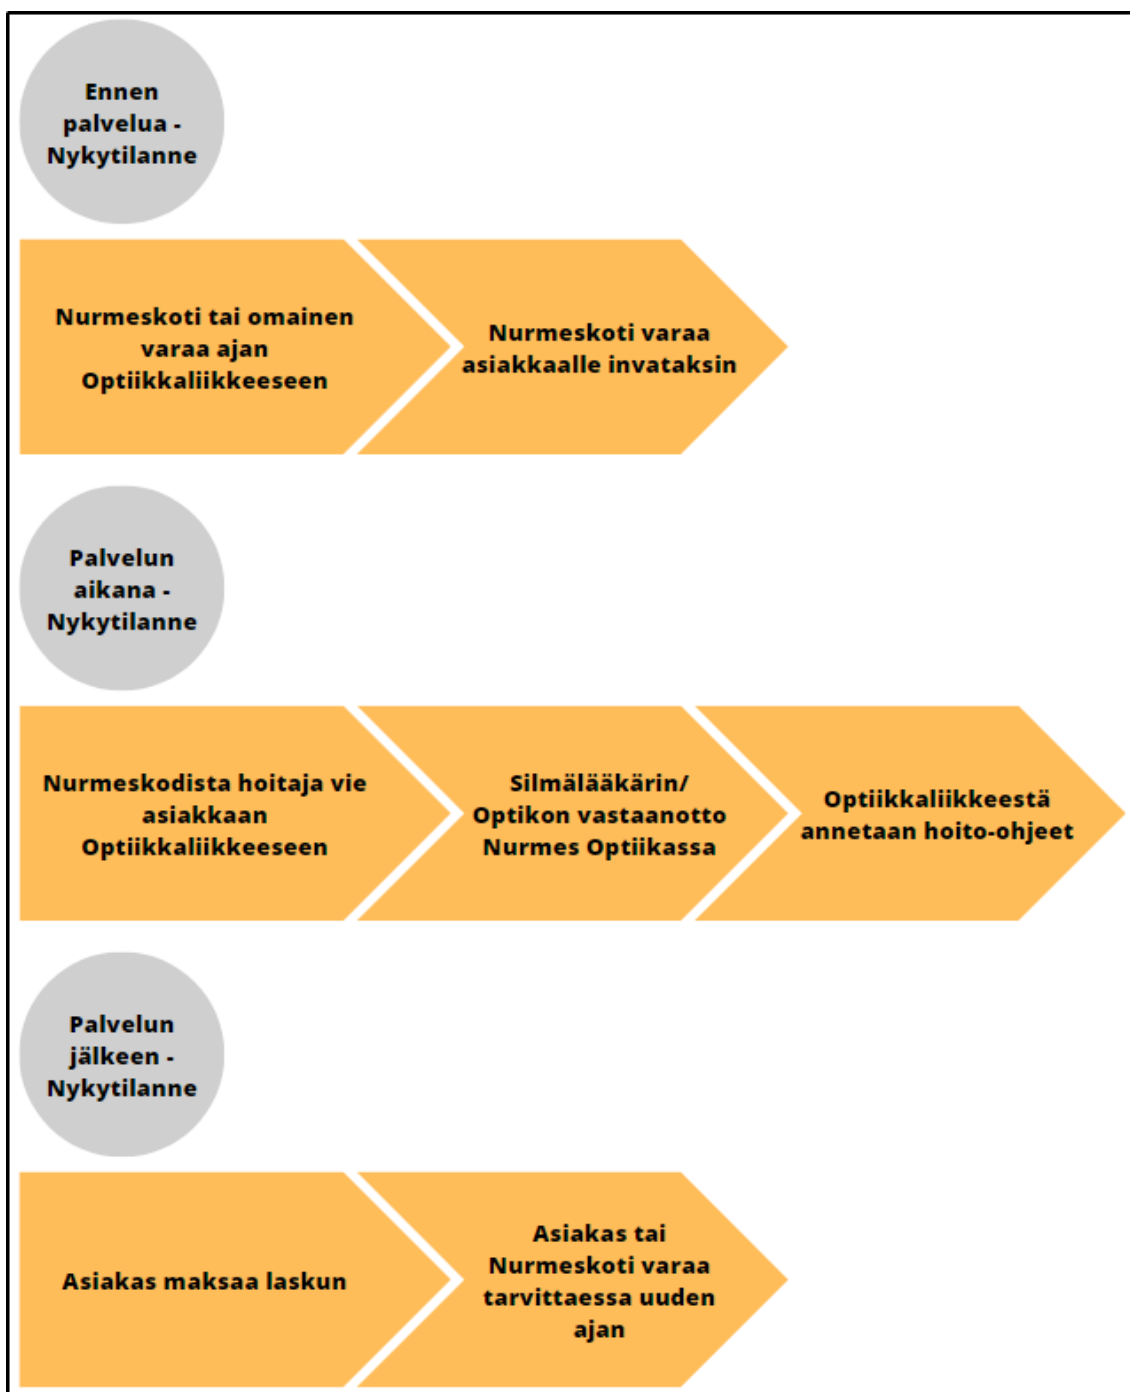 Ennen
palvelua -
Nykytilanne
Nurmeskoti tai omainen
varaa ajan
Optiikkaliikkeeseen
Nurmeskoti varaa
asiakkaalle invataksin
Palvelun
aikana -
Nykytilanne
Nurmeskodista hoitaja vie
asiakkaan
Optiikkaliikkeeseen
Silmälääkärin/
Optikon vastaanotto
Nurmes Optiikassa
Optiikkaliikkeestä
annetaan hoito-ohjeet
Palvelun
jälkeen -
Nykytilanne
Asiakas maksaa laskun
Asiakas tai
Nurmeskoti varaa
tarvittaessa uuden
ajan